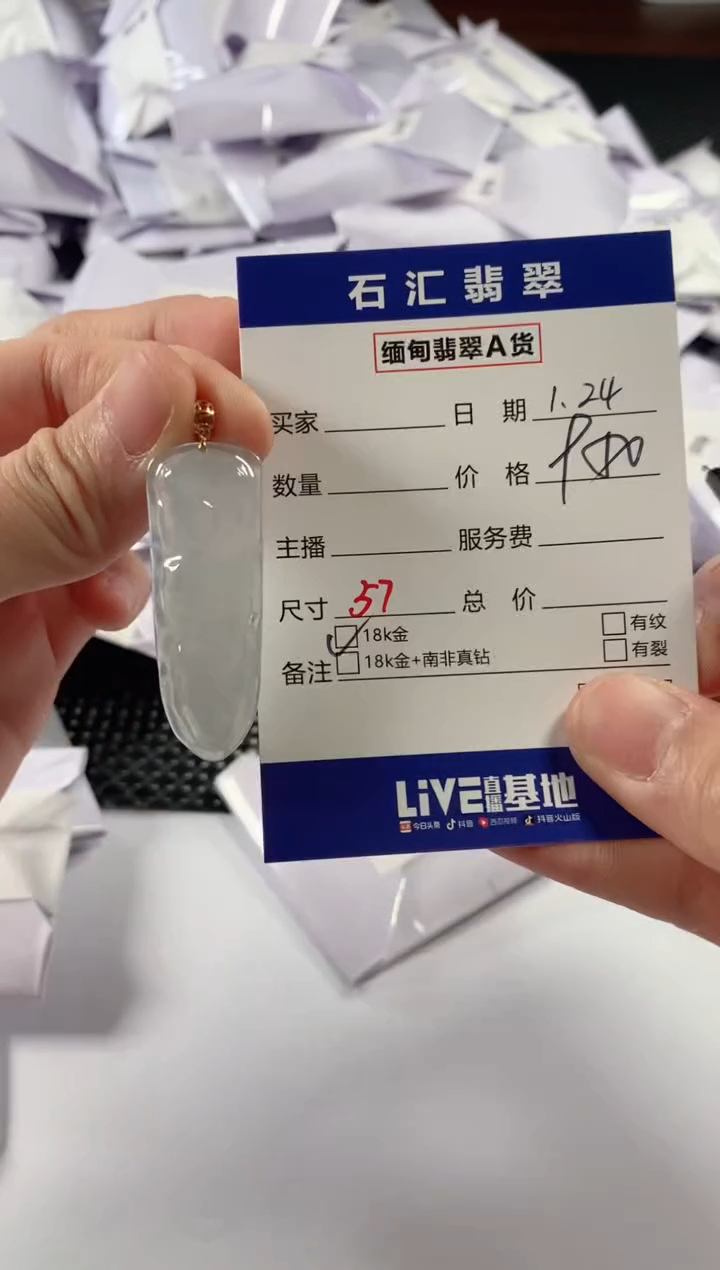 石汇翡翠
缅甸翡翠A货
买家 日期 1.24
数量 价格
主播 服务费
尺寸 57 总价
18k金 有纹
备注 18k金+南非真钻 有裂
LiVE直播基地
今日头条 抖音 西瓜视频 抖音火山版